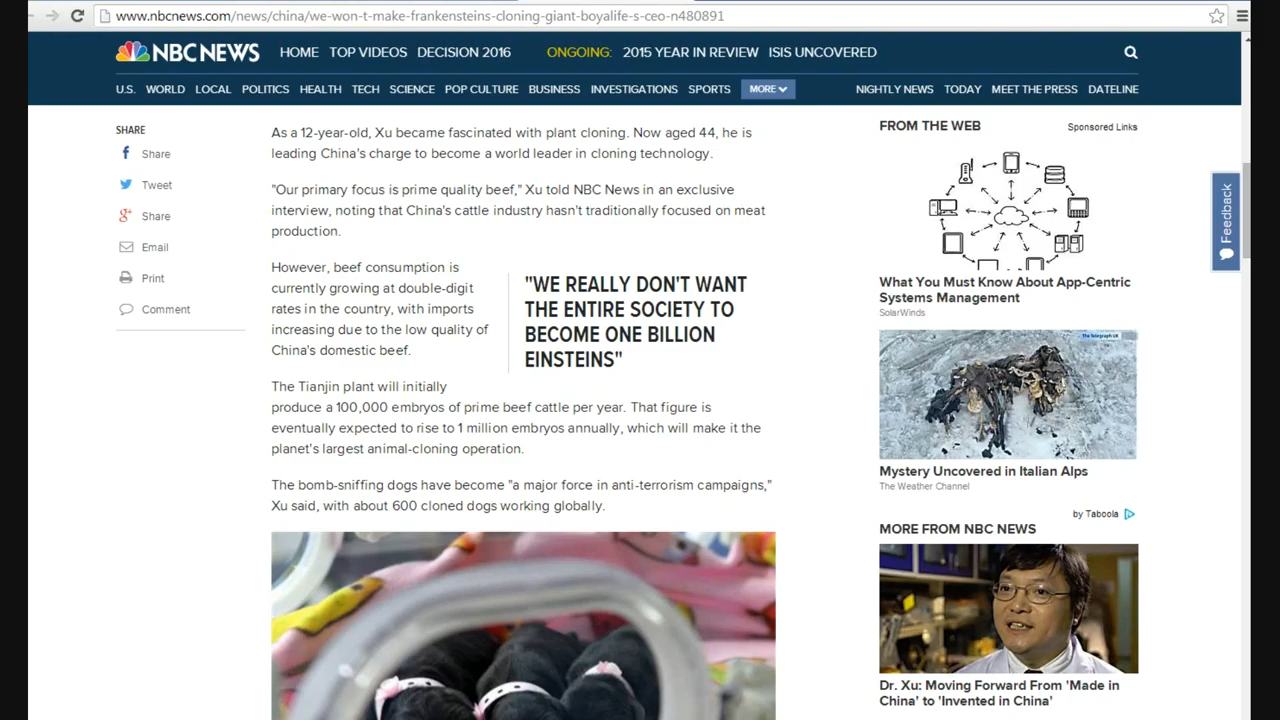 www.nbcnews.com/news/china/we-won-t-make-frankensteins-cloning-giant-boyalife-s-ceo-n480891
NBC NEWS HOME TOP VIDEOS DECISION 2016 ONGOING: 2015 YEAR IN REVIEW ISIS UNCOVERED
U.S. WORLD LOCAL POLITICS HEALTH TECH SCIENCE POP CULTURE BUSINESS INVESTIGATIONS SPORTS MORE NIGHTLY NEWS TODAY MEET THE PRESS DATELINE
SHARE
Share
Tweet
Share
Email
Print
Comment
As a 12-year-old, Xu became fascinated with plant cloning. Now aged 44, he is
leading China's charge to become a world leader in cloning technology.
"Our primary focus is prime quality beef," Xu told NBC News in an exclusive
interview, noting that China's cattle industry hasn't traditionally focused on meat
production.
However, beef consumption is
currently growing at double-digit
rates in the country, with imports
increasing due to the low quality of
China's domestic beef.
"WE REALLY DON'T WANT
THE ENTIRE SOCIETY TO
BECOME ONE BILLION
EINSTEINS"
The Tianjin plant will initially
produce a 100,000 embryos of prime beef cattle per year. That figure is
eventually expected to rise to 1 million embryos annually, which will make it the
planet's largest animal-cloning operation.
The bomb-sniffing dogs have become "a major force in anti-terrorism campaigns,"
Xu said, with about 600 cloned dogs working globally.
FROM THE WEB Sponsored Links
What You Must Know About App-Centric
Systems Management
SolarWinds
The Telegraph UK
Mystery Uncovered in Italian Alps
The Weather Channel
by Taboola
MORE FROM NBC NEWS
Dr. Xu: Moving Forward From 'Made in
China' to 'Invented in China'
Feedback